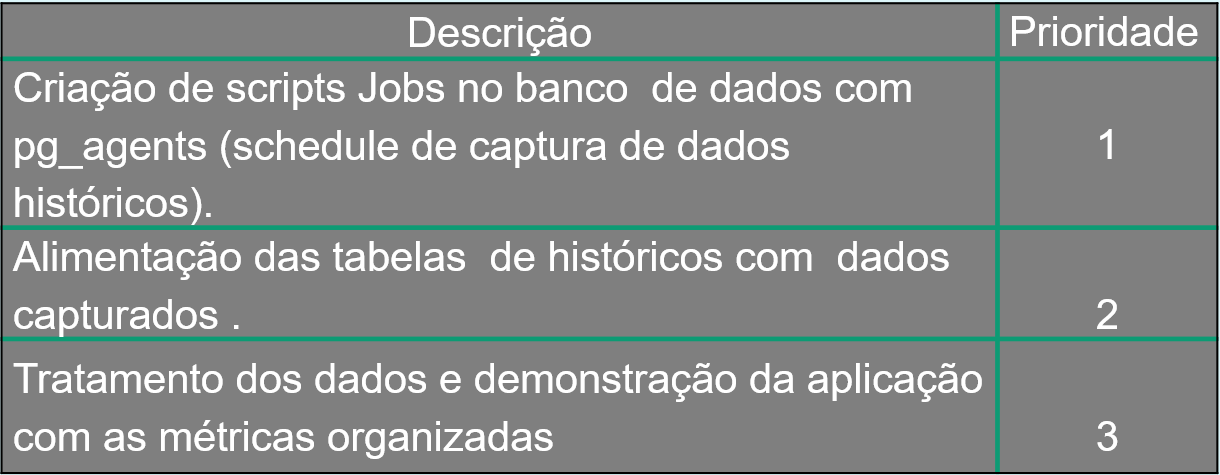 Descrição Prioridade
Criação de scripts Jobs no banco  de dados com
pg_agents (schedule de captura de dados 1
históricos).
Alimentação das tabelas  de históricos com  dados
capturados . 2
Tratamento dos dados e demonstração da aplicação
com as métricas organizadas 3